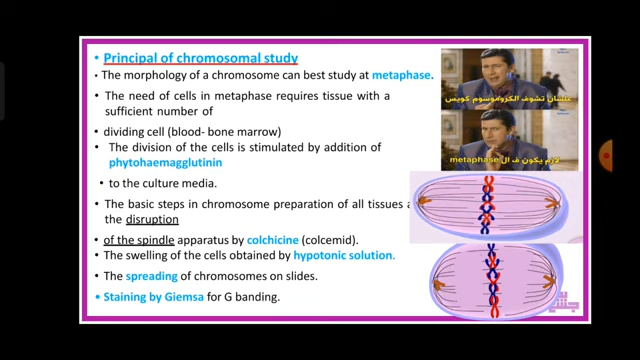 • Principal of chromosomal study
• The morphology of a chromosome can best study at metaphase.
• The need of cells in metaphase requires tissue with a
sufficient number of
• dividing cell (blood- bone marrow)
• The division of the cells is stimulated by addition of
phytohaemagglutinin
• to the culture media.
• The basic steps in chromosome preparation of all tissues a
the disruption
• of the spindle apparatus by colchicine (colcemid).
• The swelling of the cells obtained by hypotonic solution.
• The spreading of chromosomes on slides.
• Staining by Giemsa for G banding.
علشان تشوف الكروموسوم كويس
لازم يكون ف ال metaphase